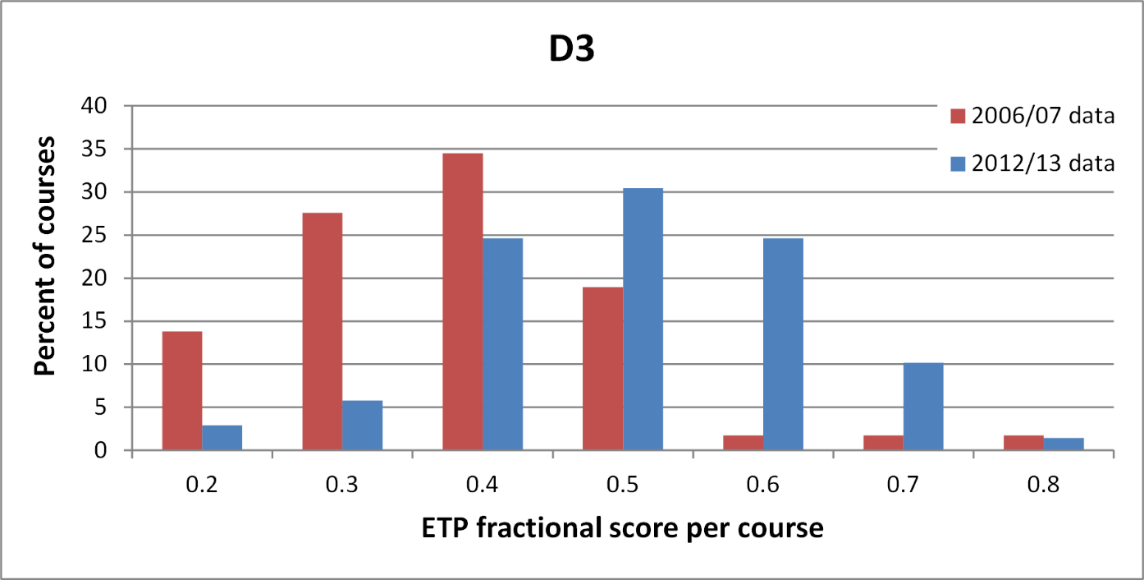 D3
40
35
30
25
20
15
10
5
0
Percent of courses
2006/07 data
2012/13 data
0.2 0.3 0.4 0.5 0.6 0.7 0.8
ETP fractional score per course